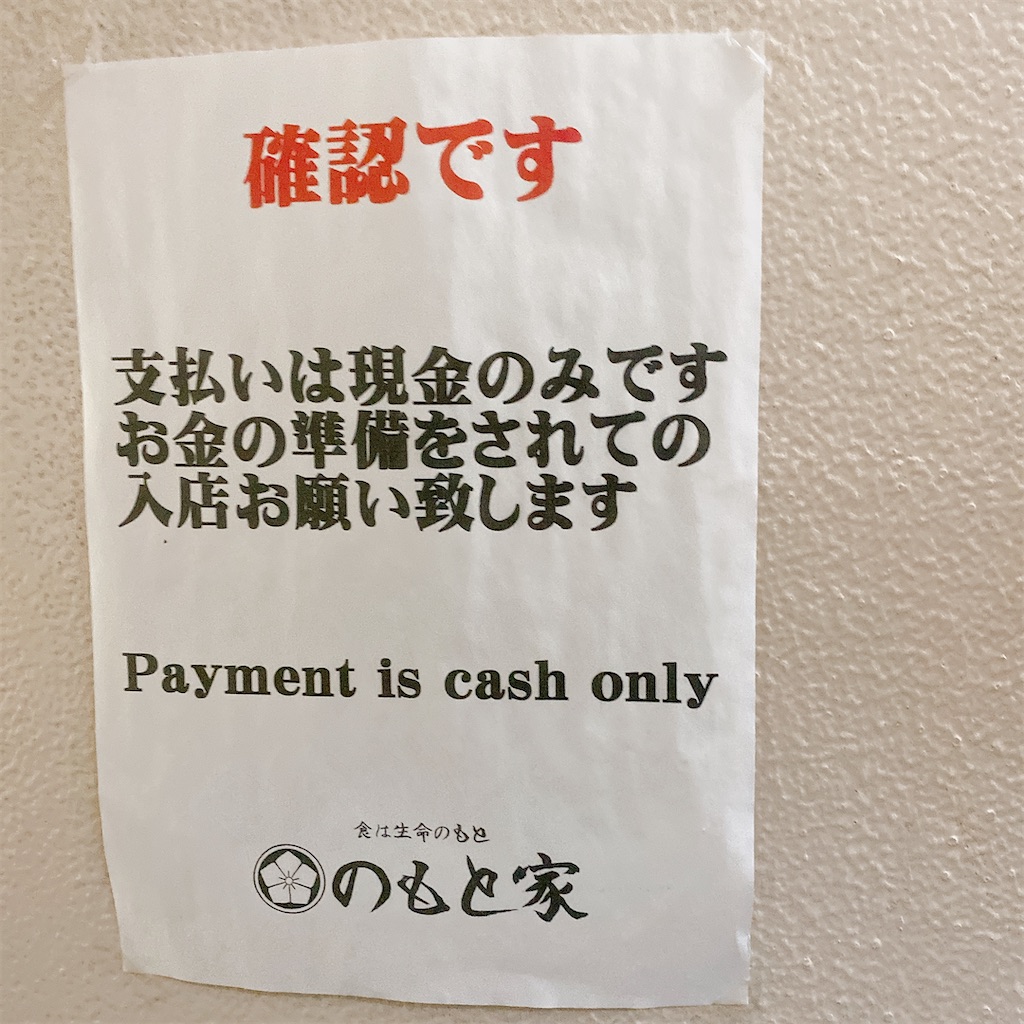 確認です
支払いは現金のみです
お金の準備をされての
入店お願い致します
Payment is cash only
食は生命のもと
のもと家